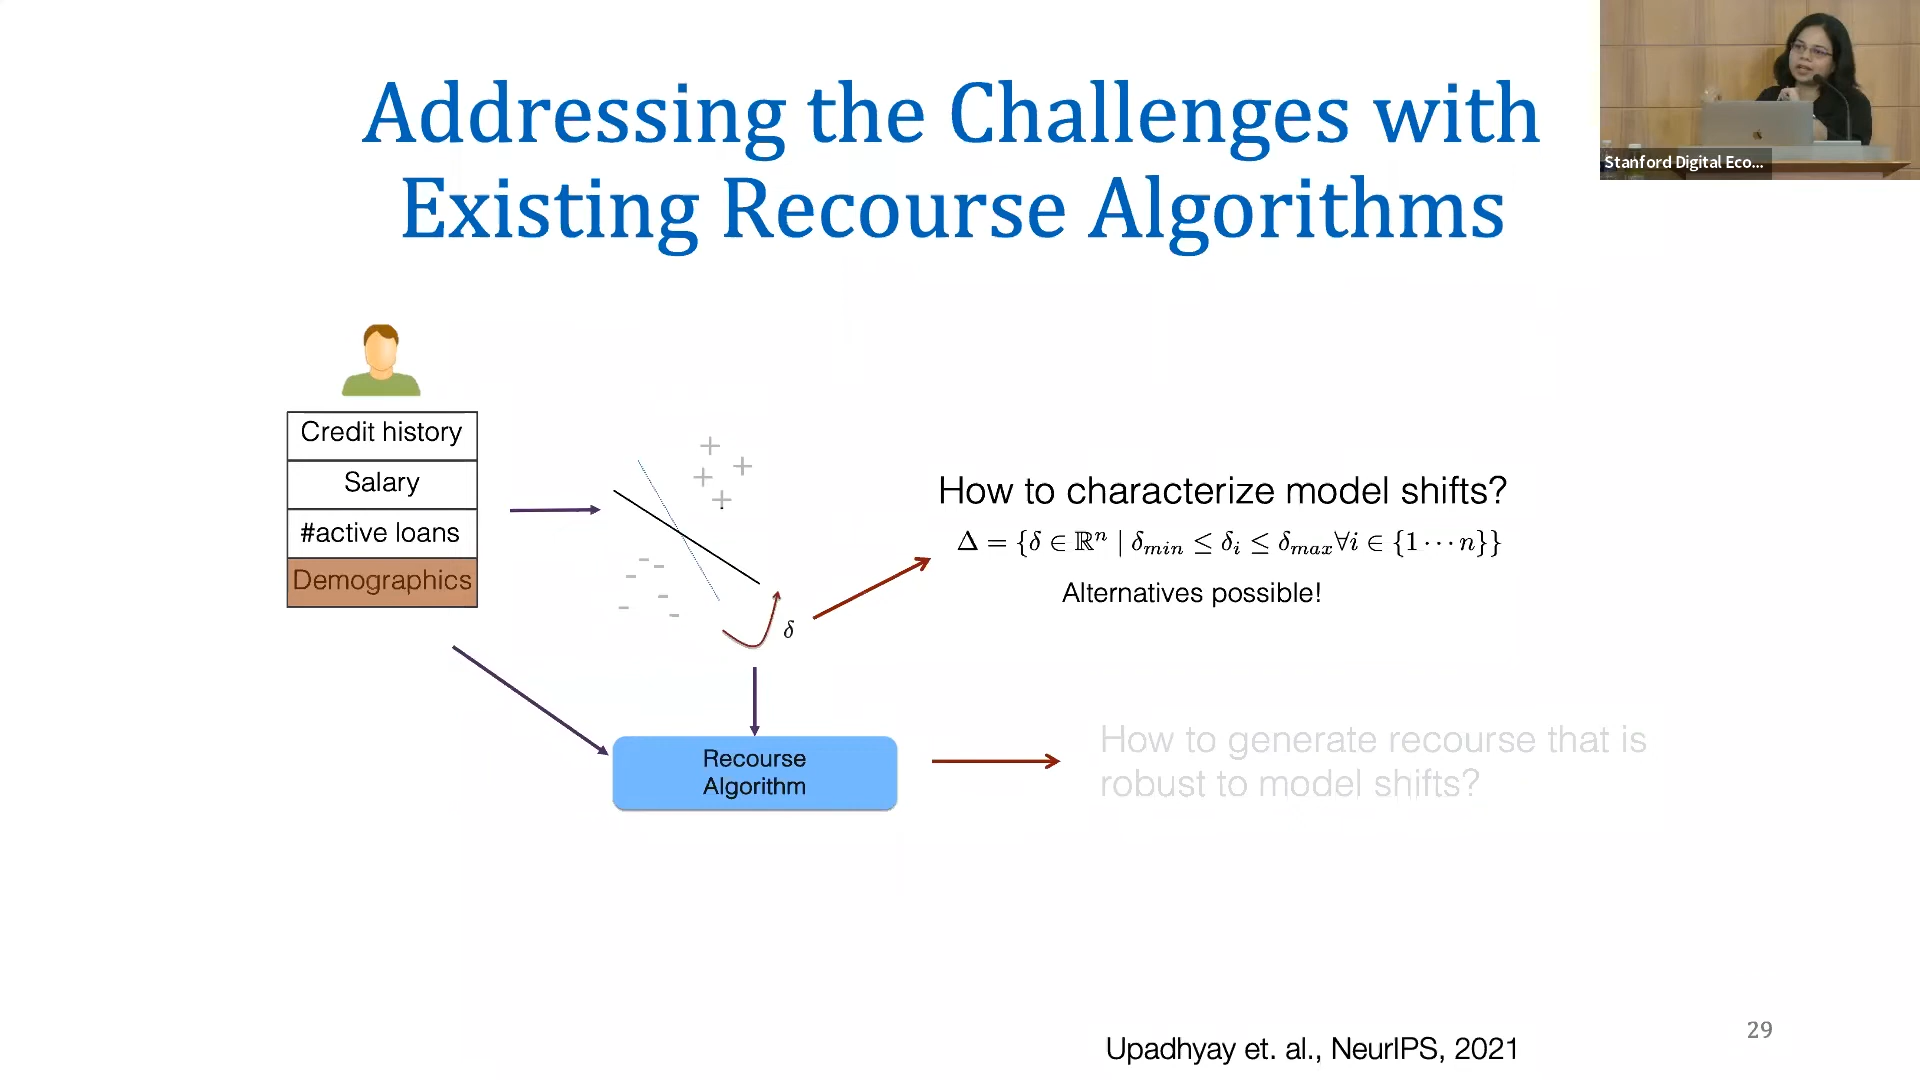 Addressing the Challenges with
Existing Recourse Algorithms
Stanford Digital Eco...
Credit history
Salary
#active loans
Demographics
δ
How to characterize model shifts?
Δ = {δ ∈ ℝⁿ | δ_min ≤ δ_i ≤ δ_max ∀i ∈ {1 ··· n}}
Alternatives possible!
Recourse
Algorithm
How to generate recourse that is
robust to model shifts?
Upadhyay et. al., NeurIPS, 2021
29